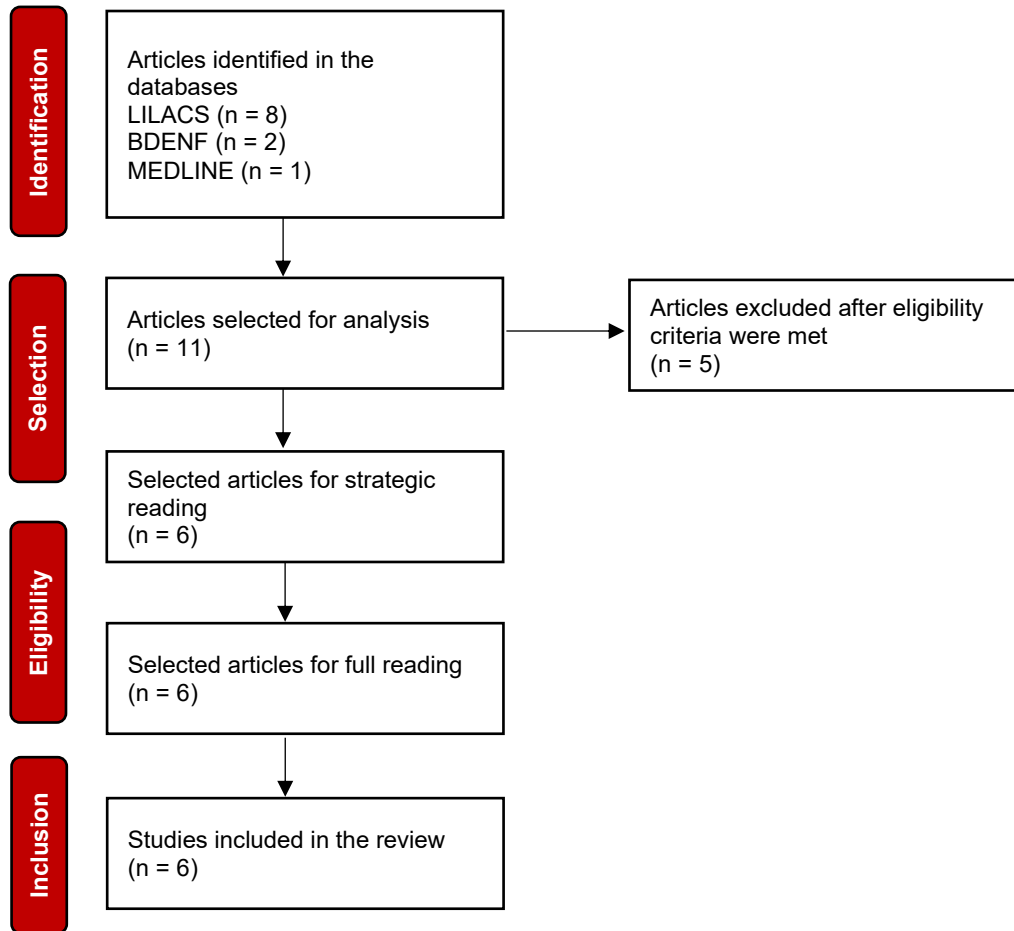 Identification
Articles identified in the
databases
LILACS (n = 8)
BDENF (n = 2)
MEDLINE (n = 1)
Selection
Articles selected for analysis
(n = 11)
Articles excluded after eligibility
criteria were met
(n = 5)
Selected articles for strategic
reading
(n = 6)
Eligibility
Selected articles for full reading
(n = 6)
Inclusion
Studies included in the review
(n = 6)